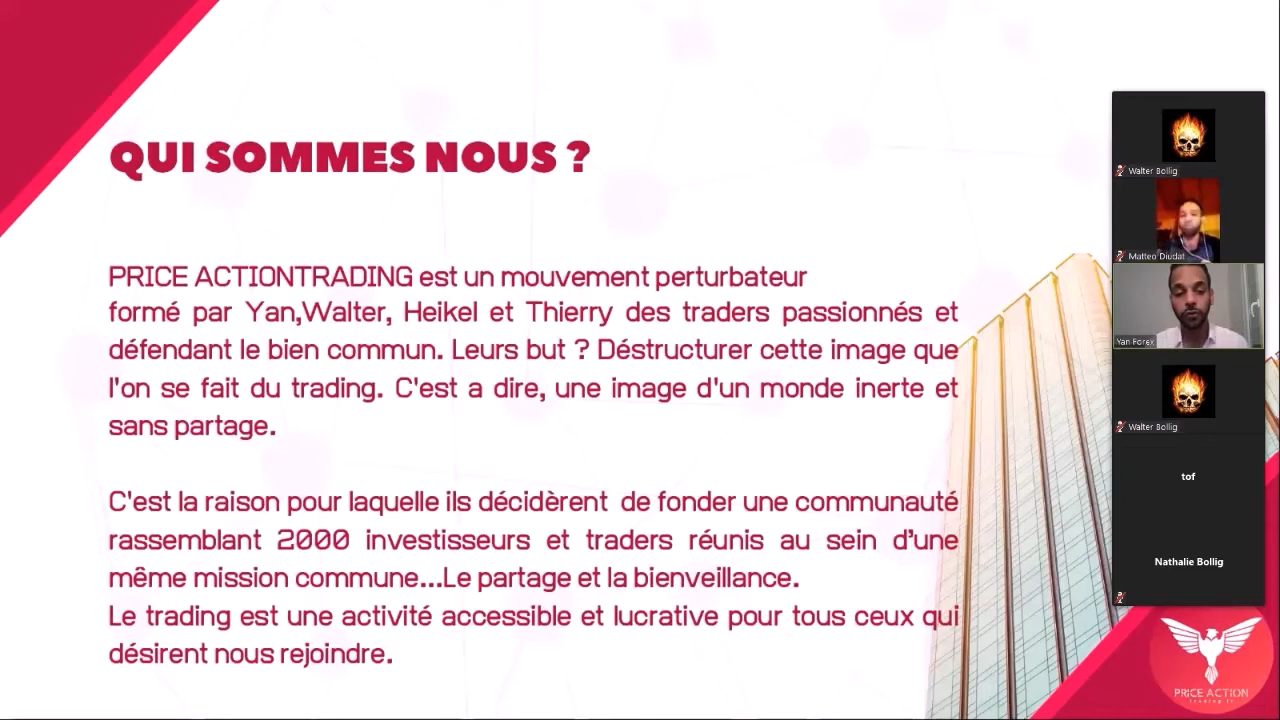 QUI SOMMES NOUS ?
PRICE ACTIONTRADING est un mouvement perturbateur
formé par Yan,Walter, Heikel et Thierry des traders passionnés et
défendant le bien commun. Leurs but ? Déstructurer cette image que
l'on se fait du trading. C'est a dire, une image d'un monde inerte et
sans partage.
C'est la raison pour laquelle ils décidèrent de fonder une communauté
rassemblant 2000 investisseurs et traders réunis au sein d'une
même mission commune...Le partage et la bienveillance.
Le trading est une activité accessible et lucrative pour tous ceux qui
désirent nous rejoindre.
Walter Bollig
Matteo Diudat
Yan Forex
Walter Bollig
tof
Nathalie Bollig
PRICE ACTION